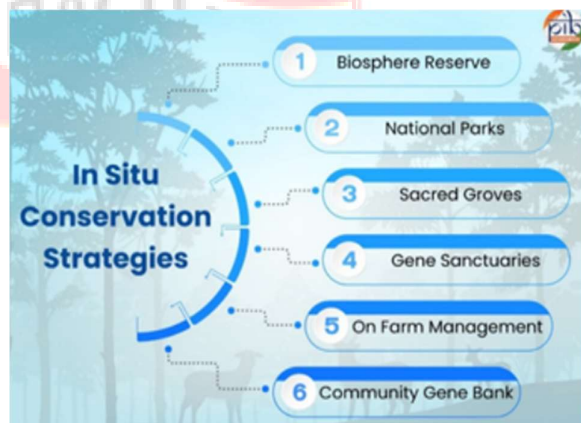 pib
1 Biosphere Reserve
2 National Parks
In Situ
Conservation
Strategies
3 Sacred Groves
4 Gene Sanctuaries
5 On Farm Management
6 Community Gene Bank